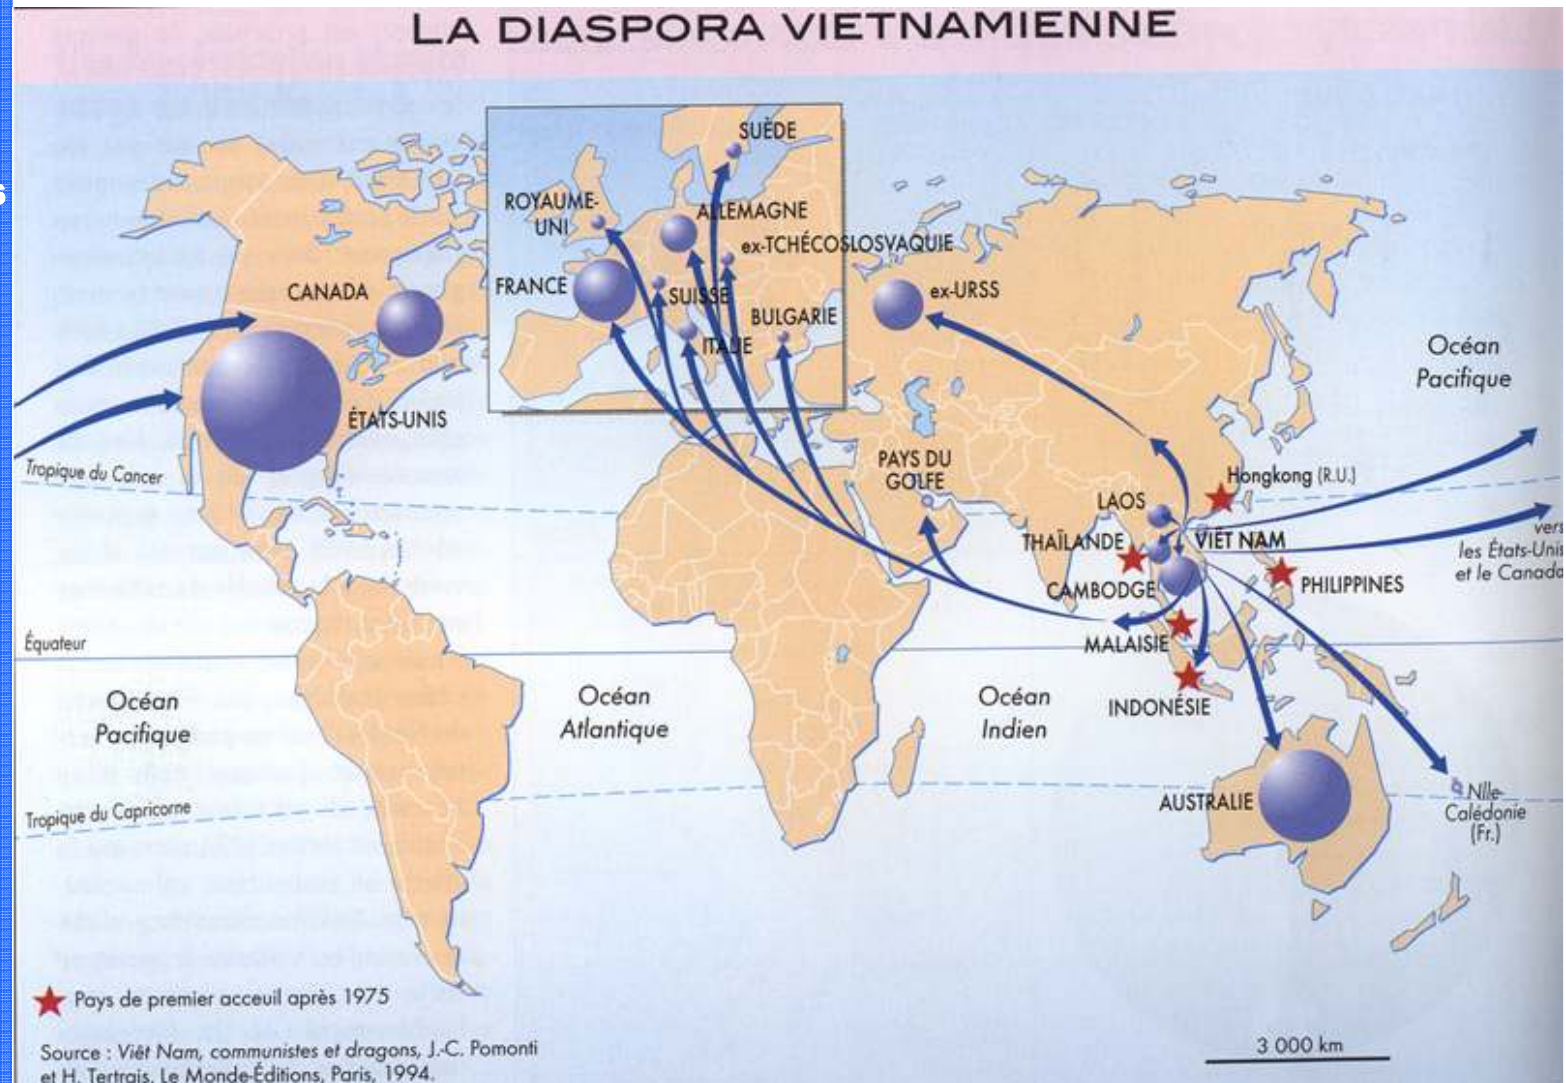 LA DIASPORA VIETNAMIENNE
SUÈDE
ROYAUME-
UNI
ALLEMAGNE
ex-TCHÉCOSLOSVAQUIE
FRANCE
SUISSE
BULGARIE
ITALIE
CANADA
ÉTATS-UNIS
ex-URSS
Océan
Pacifique
Tropique du Cancer
PAYS DU
GOLFE
Hongkong (R.U.)
LAOS
THAÏLANDE
VIÊT NAM
vers
les États-Unis
et le Canada
CAMBODGE
PHILIPPINES
Équateur
MALAISIE
INDONÉSIE
Océan
Pacifique
Océan
Atlantique
Océan
Indien
Tropique du Capricorne
AUSTRALIE
Nlle-
Calédonie
(Fr.)
Pays de premier acceuil après 1975
Source : Viêt Nam, communistes et dragons, J.-C. Pomonti
et H. Tertrais, Le Monde-Éditions, Paris, 1994.
3 000 km